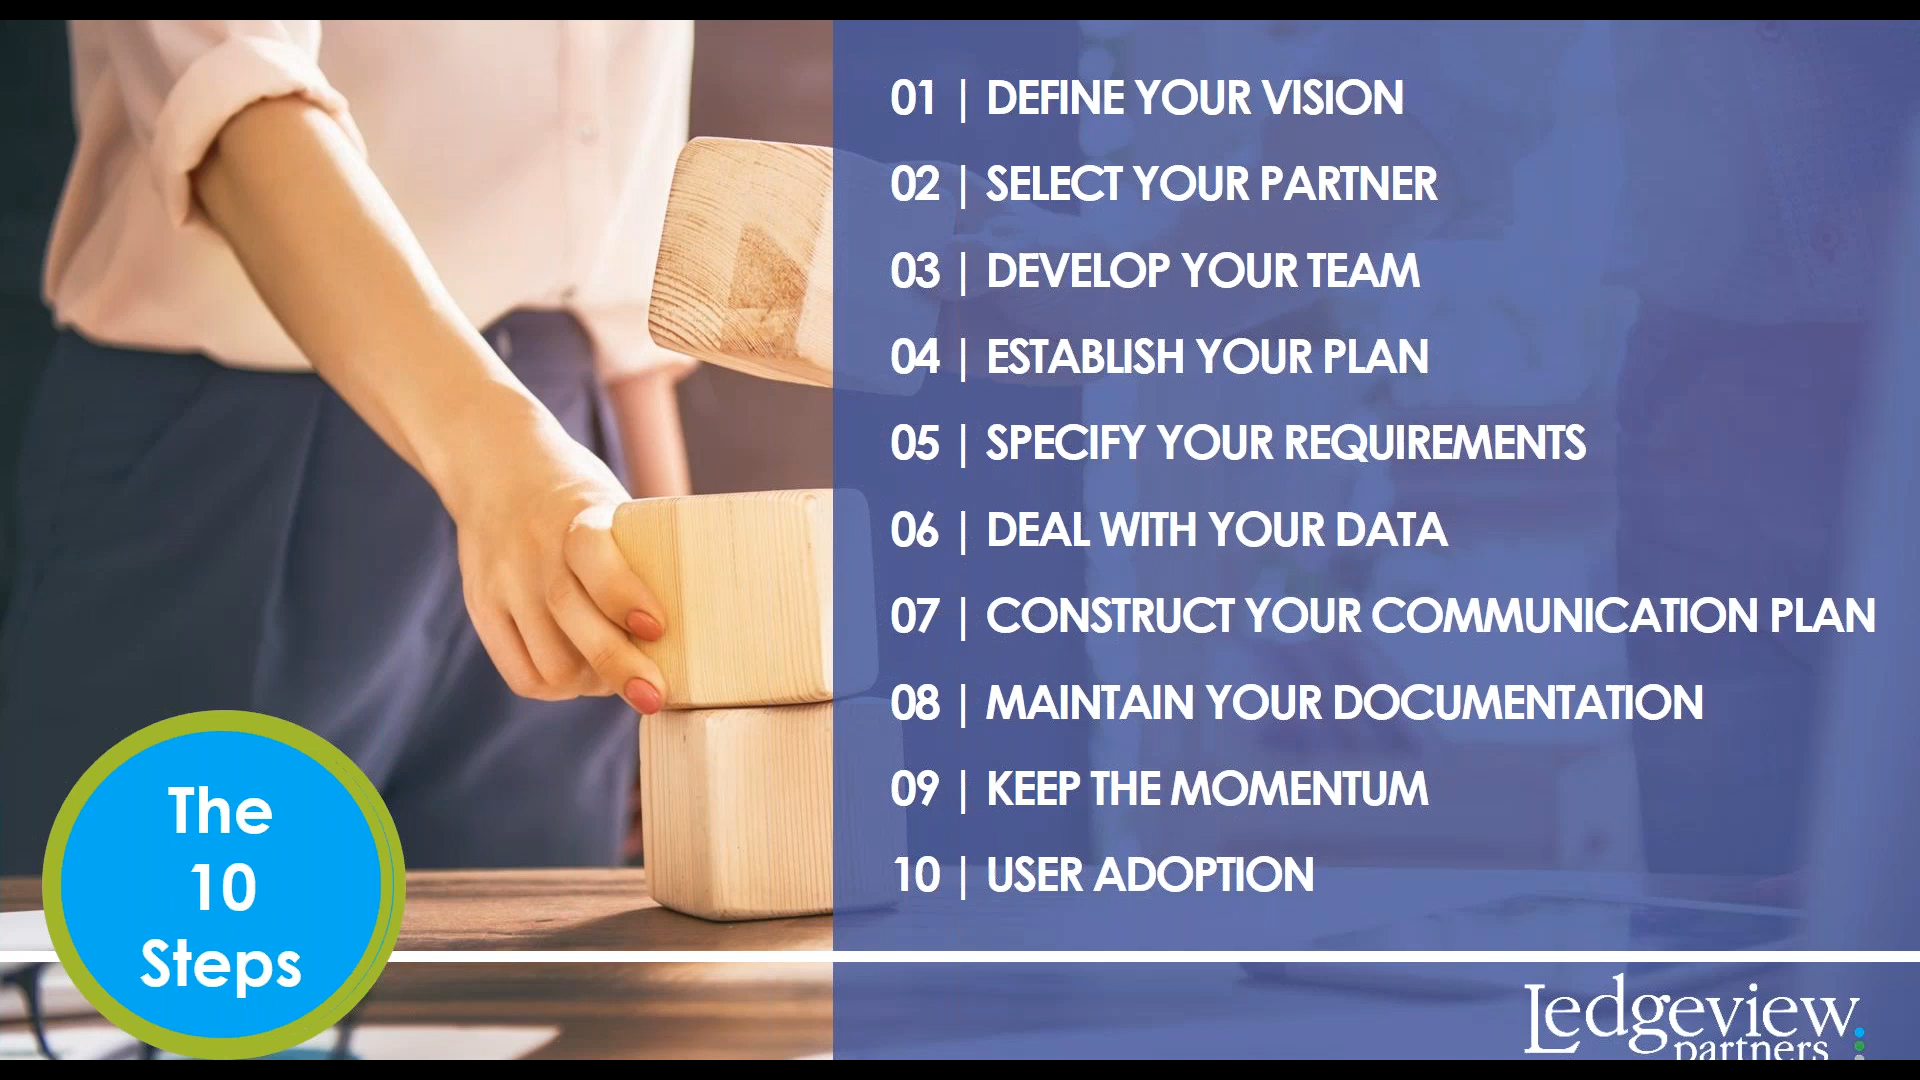 01 | DEFINE YOUR VISION
02 | SELECT YOUR PARTNER
03 | DEVELOP YOUR TEAM
04 | ESTABLISH YOUR PLAN
05 | SPECIFY YOUR REQUIREMENTS
06 | DEAL WITH YOUR DATA
07 | CONSTRUCT YOUR COMMUNICATION PLAN
08 | MAINTAIN YOUR DOCUMENTATION
09 | KEEP THE MOMENTUM
10 | USER ADOPTION
The
10
Steps
Ledgeview
partners